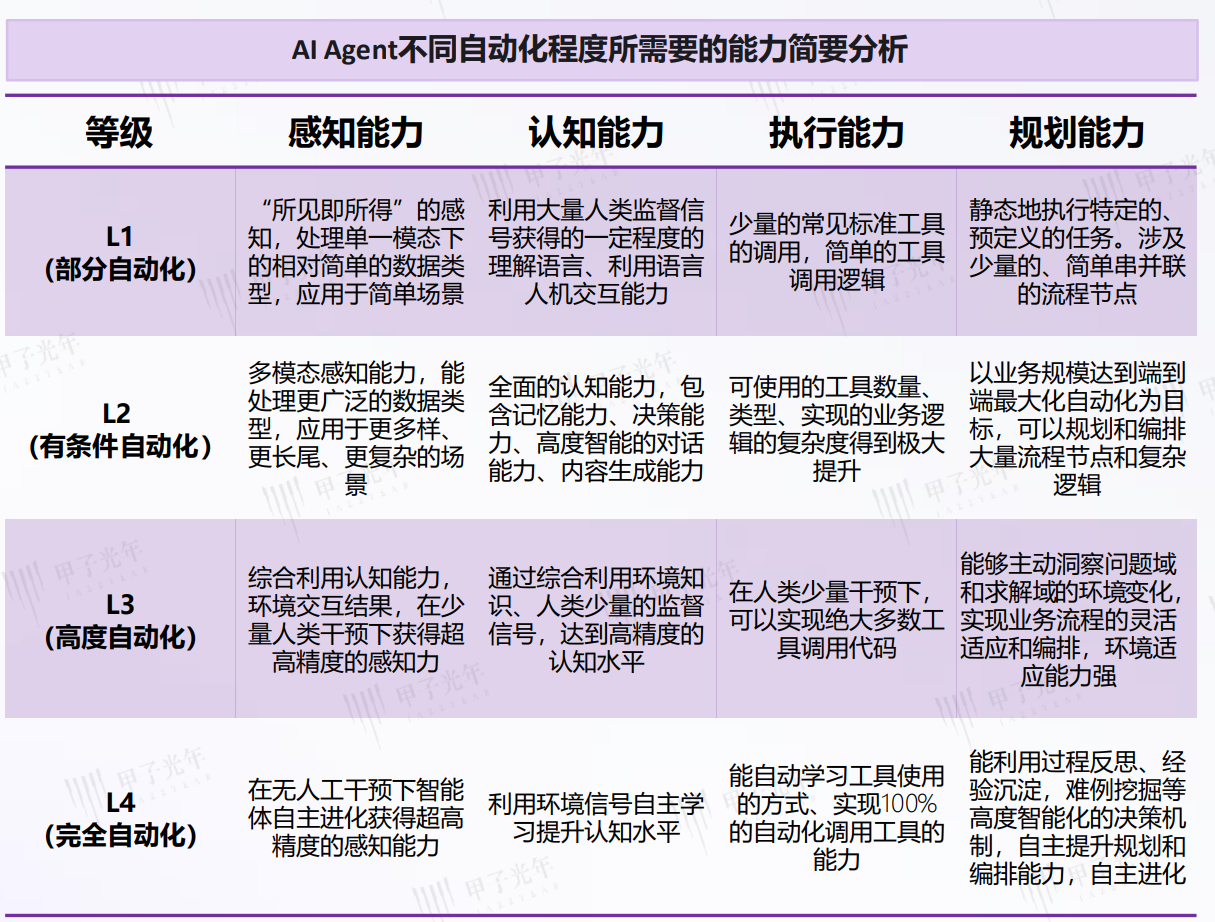 AI Agent不同自动化程度所需要的能力简要分析
等级
感知能力
认知能力
执行能力
规划能力
L1
（部分自动化）
“所见即所得”的感
知，处理单一模态下
的相对简单的数据类
型，应用于简单场景
利用大量人类监督信
号获得的一定程度的
理解语言、利用语言
人机交互能力
少量的常见标准工具
的调用，简单的工具
调用逻辑
静态地执行特定的、
预定义的任务。涉及
少量的、简单串并联
的流程节点
L2
（有条件自动化）
多模态感知能力，能
处理更广泛的数据类
型，应用于更多样、
更长尾、更复杂的场
景
全面的认知能力，包
含记忆能力、决策能
力、高度智能的对话
能力、内容生成能力
可使用的工具数量、
类型、实现的业务逻
辑的复杂度得到极大
提升
以业务规模达到端到
端最大化自动化为目
标，可以规划和编排
大量流程节点和复杂
逻辑
L3
（高度自动化）
综合利用认知能力，
环境交互结果，在少
量人类干预下获得超
高精度的感知力
通过综合利用环境知
识、人类少量的监督
信号，达到高精度的
认知水平
在人类少量干预下，
可以实现绝大多数工
具调用代码
能够主动洞察问题域
和求解域的环境变化，
实现业务流程的灵活
适应和编排，环境适
应能力强
L4
（完全自动化）
在无人工干预下智能
体自主进化获得超高
精度的感知能力
利用环境信号自主学
习提升认知水平
能自动学习工具使用
的方式、实现100%
的自动化调用工具的
能力
能利用过程反思、经
验沉淀，难例挖掘等
高度智能化的决策机
制，自主提升规划和
编排能力，自主进化
甲子光年
JAZZYEAR